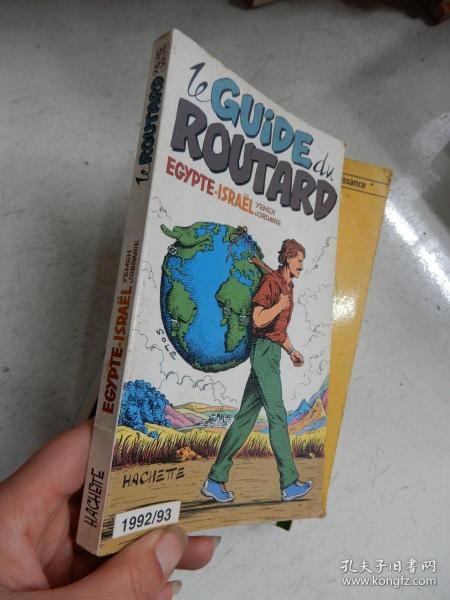 le GUIDE du
ROUTARD
EGYPTE-ISRAËL
YEMEN
JORDANIE
SOLÉ
HACHETTE
1992/93
le ROUTARD
EGYPTE-ISRAËL
YEMEN
JORDANIE
HACHETTE
ssance
孔夫子旧书网
www.kongfz.com